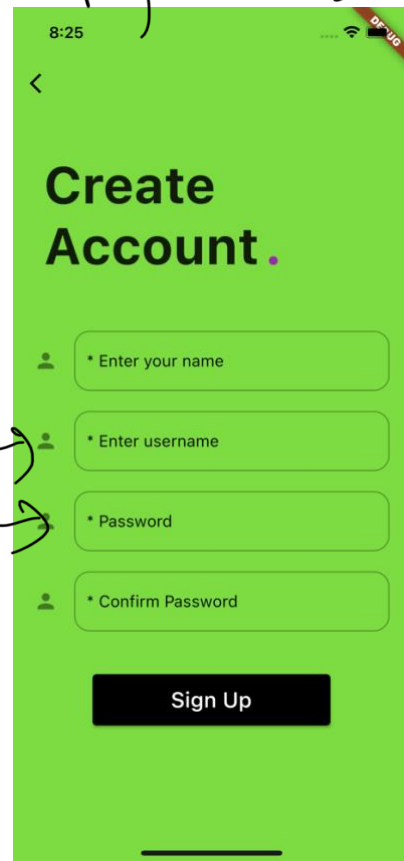 8:25
DEBUG
Create
Account.
* Enter your name
* Enter username
* Password
* Confirm Password
Sign Up